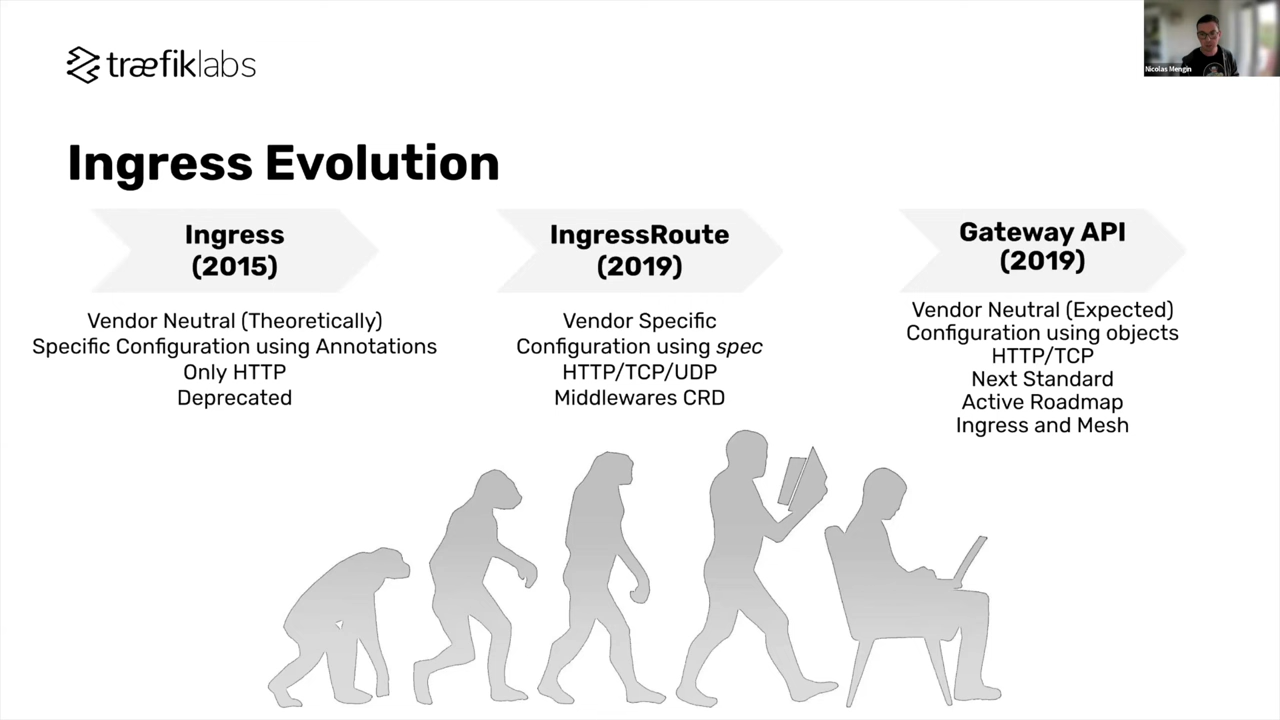 træfiklabs
Nicolas Mengin
Ingress Evolution
Ingress
(2015)
Vendor Neutral (Theoretically)
Specific Configuration using Annotations
Only HTTP
Deprecated
IngressRoute
(2019)
Vendor Specific
Configuration using spec
HTTP/TCP/UDP
Middlewares CRD
Gateway API
(2019)
Vendor Neutral (Expected)
Configuration using objects
HTTP/TCP
Next Standard
Active Roadmap
Ingress and Mesh